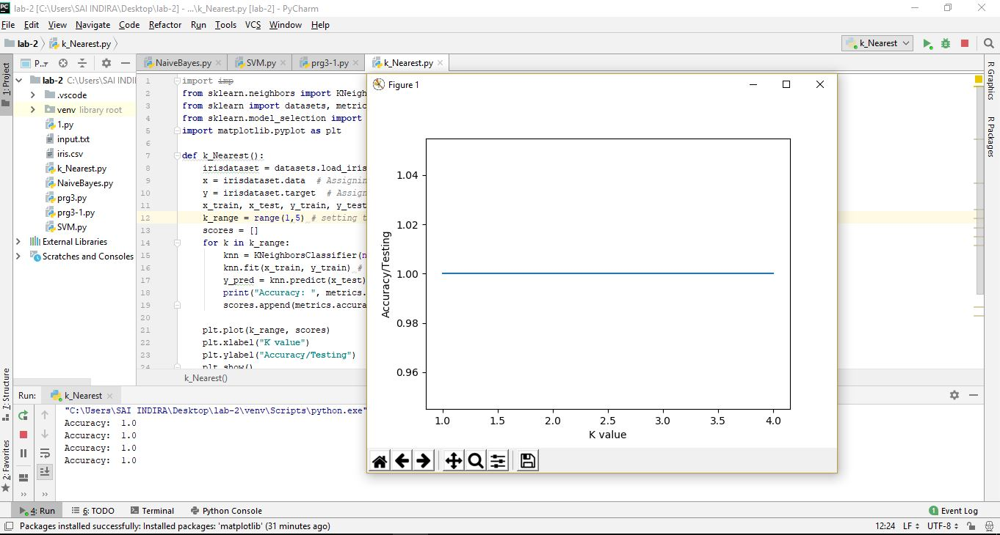 PC lab-2 [C:\Users\SAI INDIRA\Desktop\lab-2] - ...\k_Nearest.py [lab-2] - PyCharm
File Edit View Navigate Code Refactor Run Tools VCS Window Help
lab-2 k_Nearest.py k_Nearest
1: Project
P... NaiveBayes.py SVM.py prg3-1.py k_Nearest.py
lab-2 C:\Users\SAI INDI
.vscode
venv library root
1.py
input.txt
iris.csv
k_Nearest.py
NaiveBayes.py
prg3.py
prg3-1.py
SVM.py
External Libraries
Scratches and Consoles
1 import imp
2 from sklearn.neighbors import KNeigh
3 from sklearn import datasets, metric
4 from sklearn.model_selection import
5 import matplotlib.pyplot as plt
6
7 def k_Nearest():
8 irisdataset = datasets.load_iris
9 x = irisdataset.data # Assignin
10 y = irisdataset.target # Assign
11 x_train, x_test, y_train, y_test
12 k_range = range(1,5) # setting t
13 scores = []
14 for k in k_range:
15 knn = KNeighborsClassifier(n
16 knn.fit(x_train, y_train) #
17 y_pred = knn.predict(x_test)
18 print("Accuracy: ", metrics.
19 scores.append(metrics.accura
20
21 plt.plot(k_range, scores)
22 plt.xlabel("K value")
23 plt.ylabel("Accuracy/Testing")
24 plt.show()
k_Nearest()
Figure 1
Accuracy/Testing
1.04
1.02
1.00
0.98
0.96
1.0 1.5 2.0 2.5 3.0 3.5 4.0
K value
R Graphics
R Packages
7: Structure
2: Favorites
Run: k_Nearest
"C:\Users\SAI INDIRA\Desktop\lab-2\venv\Scripts\python.exe"
Accuracy: 1.0
Accuracy: 1.0
Accuracy: 1.0
Accuracy: 1.0
4: Run 6: TODO Terminal Python Console 1 Event Log
Packages installed successfully: Installed packages: 'matplotlib' (31 minutes ago) 12:24 LF UTF-8